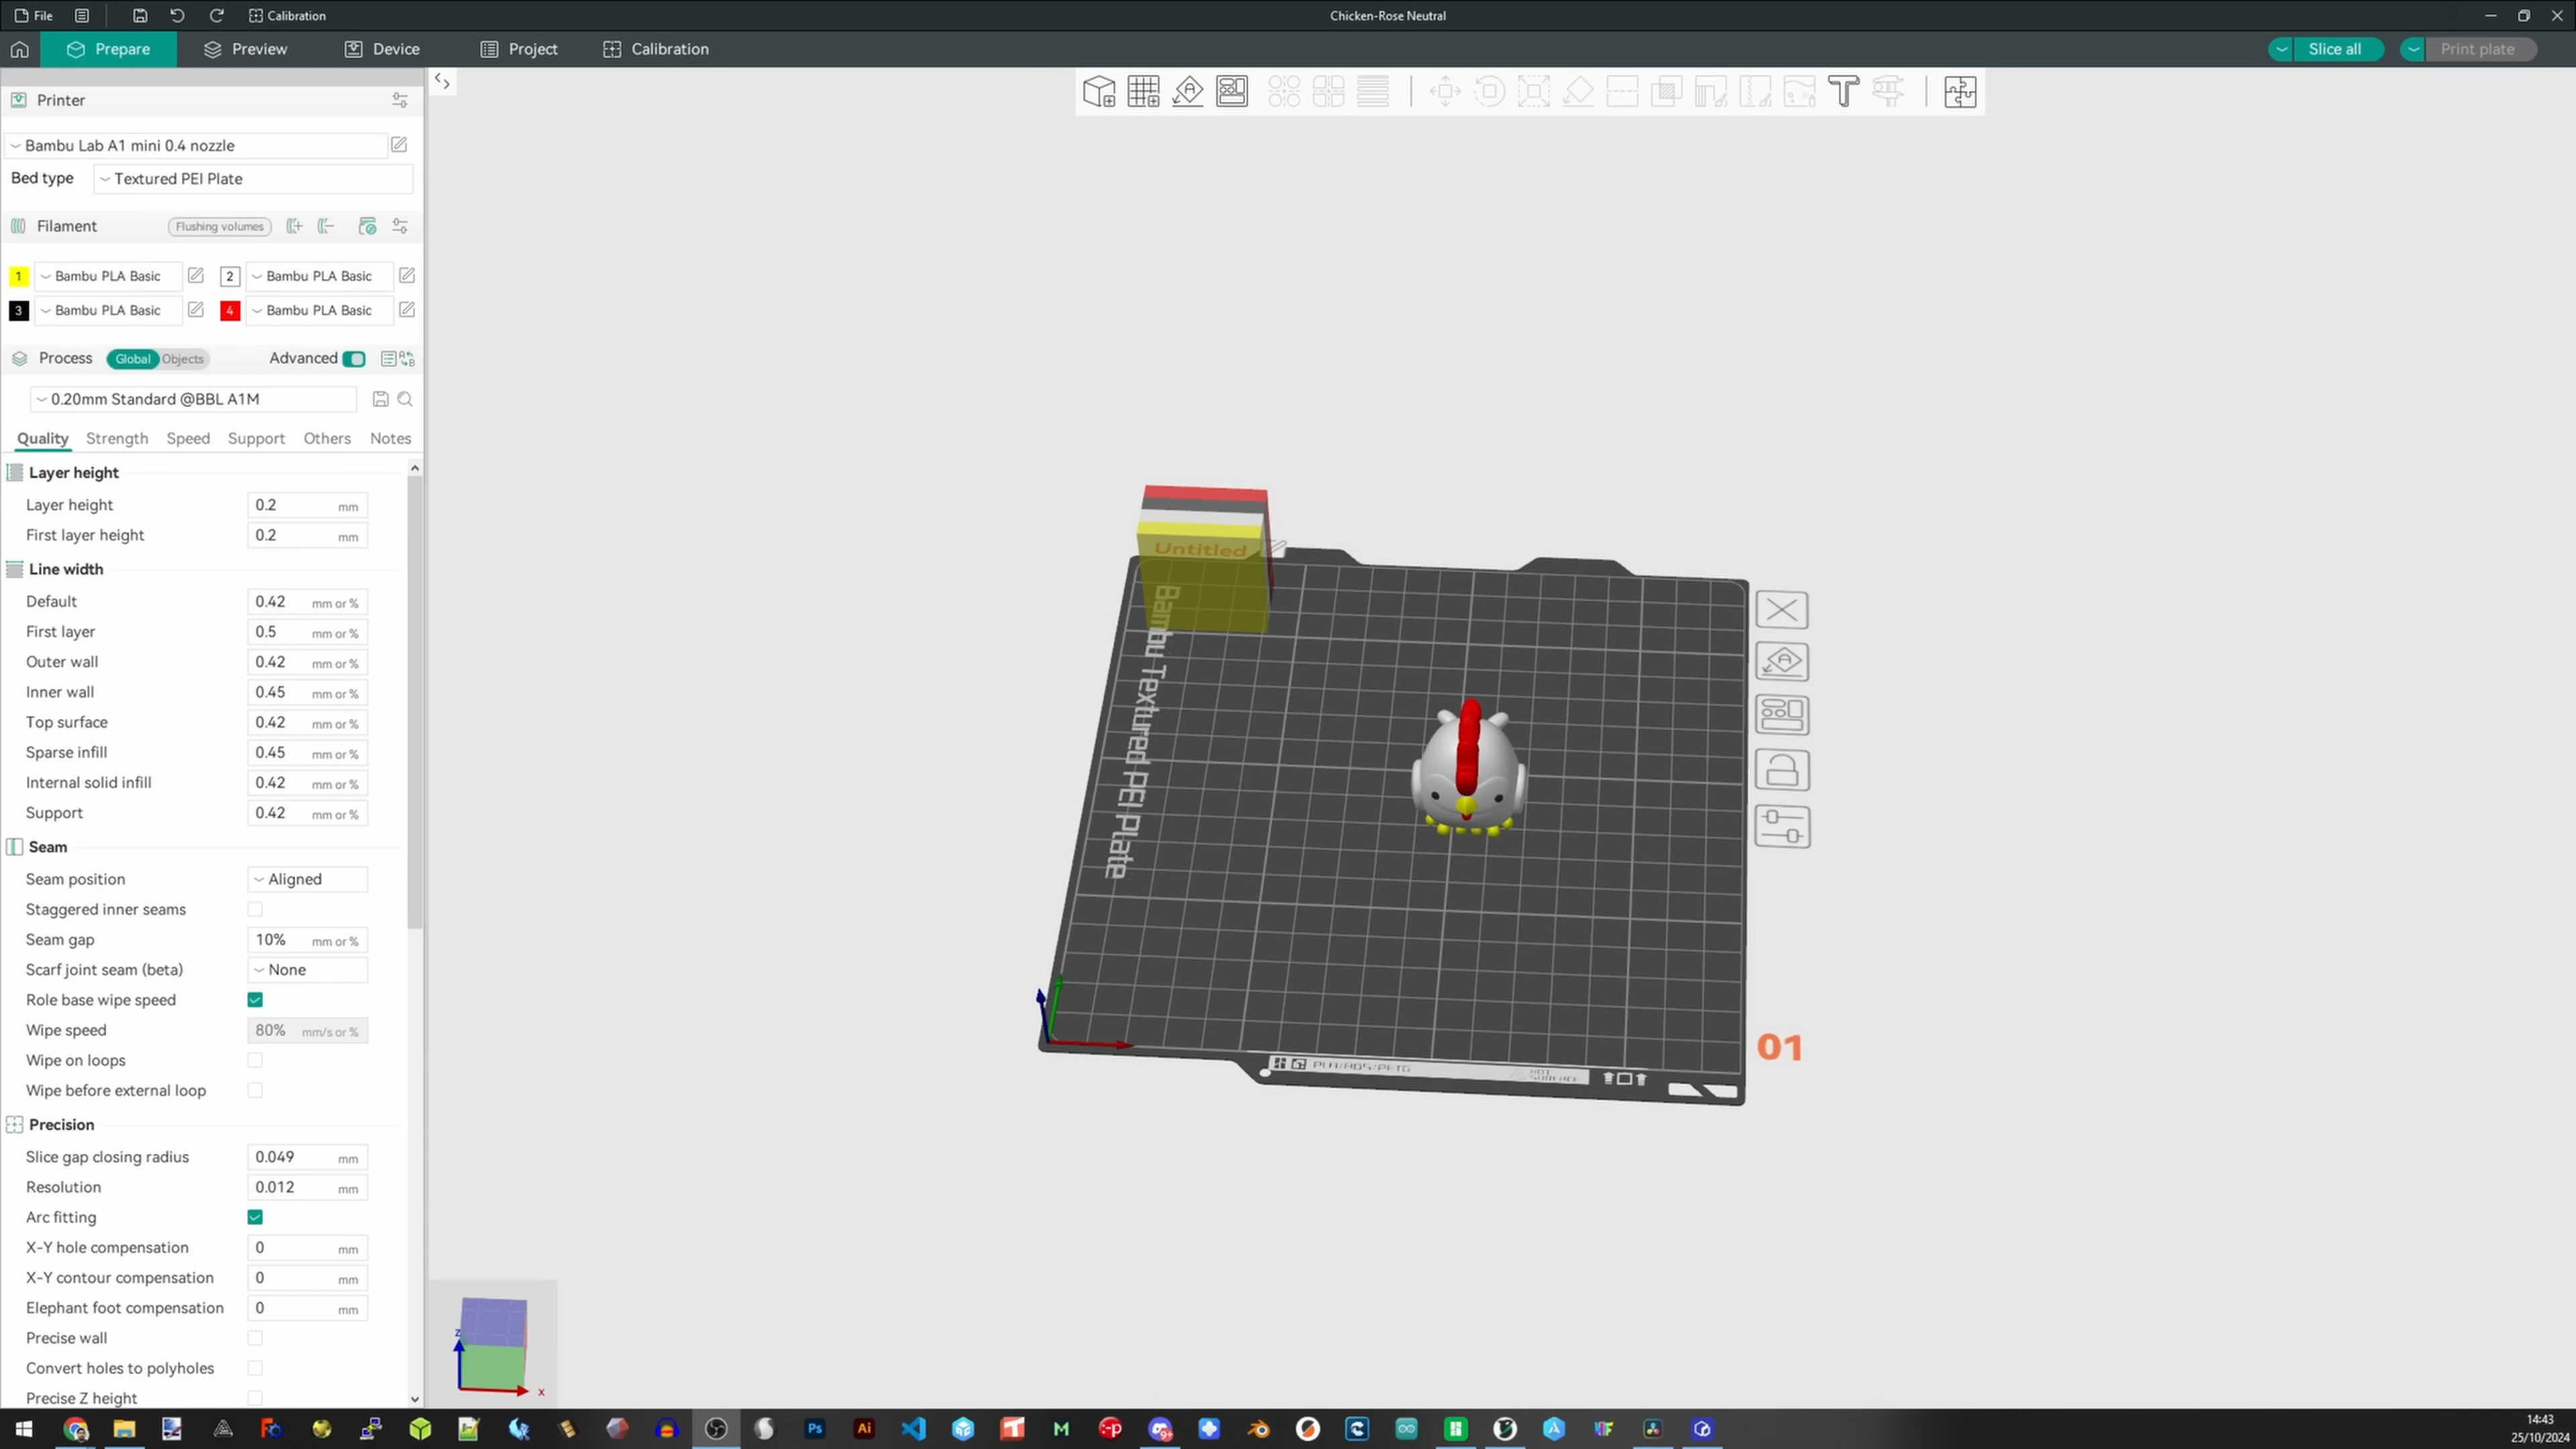 File
Calibration
Chicken-Rose Neutral
Prepare
Preview
Device
Project
Calibration
Slice all
Print plate
Printer
Bambu Lab A1 mini 0.4 nozzle
Bed type
Textured PEI Plate
Filament
Flushing volumes
1 Bambu PLA Basic
2 Bambu PLA Basic
3 Bambu PLA Basic
4 Bambu PLA Basic
Process Global Objects Advanced
0.20mm Standard @BBL A1M
Quality Strength Speed Support Others Notes
Layer height
Layer height 0.2 mm
First layer height 0.2 mm
Line width
Default 0.42 mm or %
First layer 0.5 mm or %
Outer wall 0.42 mm or %
Inner wall 0.45 mm or %
Top surface 0.42 mm or %
Sparse infill 0.45 mm or %
Internal solid infill 0.42 mm or %
Support 0.42 mm or %
Seam
Seam position Aligned
Staggered inner seams
Seam gap 10% mm or %
Scarf joint seam (beta) None
Role base wipe speed
Wipe speed 80% mm/s or %
Wipe on loops
Wipe before external loop
Precision
Slice gap closing radius 0.049 mm
Resolution 0.012 mm
Arc fitting
X-Y hole compensation 0 mm
X-Y contour compensation 0 mm
Elephant foot compensation 0 mm
Precise wall
Convert holes to polyholes
Precise Z height
Untitled
Bambu Textured PEI Plate
PLA/ABS/PETG
HOT
SURFACE
01
z
x
Ps
Ai
14:43
25/10/2024